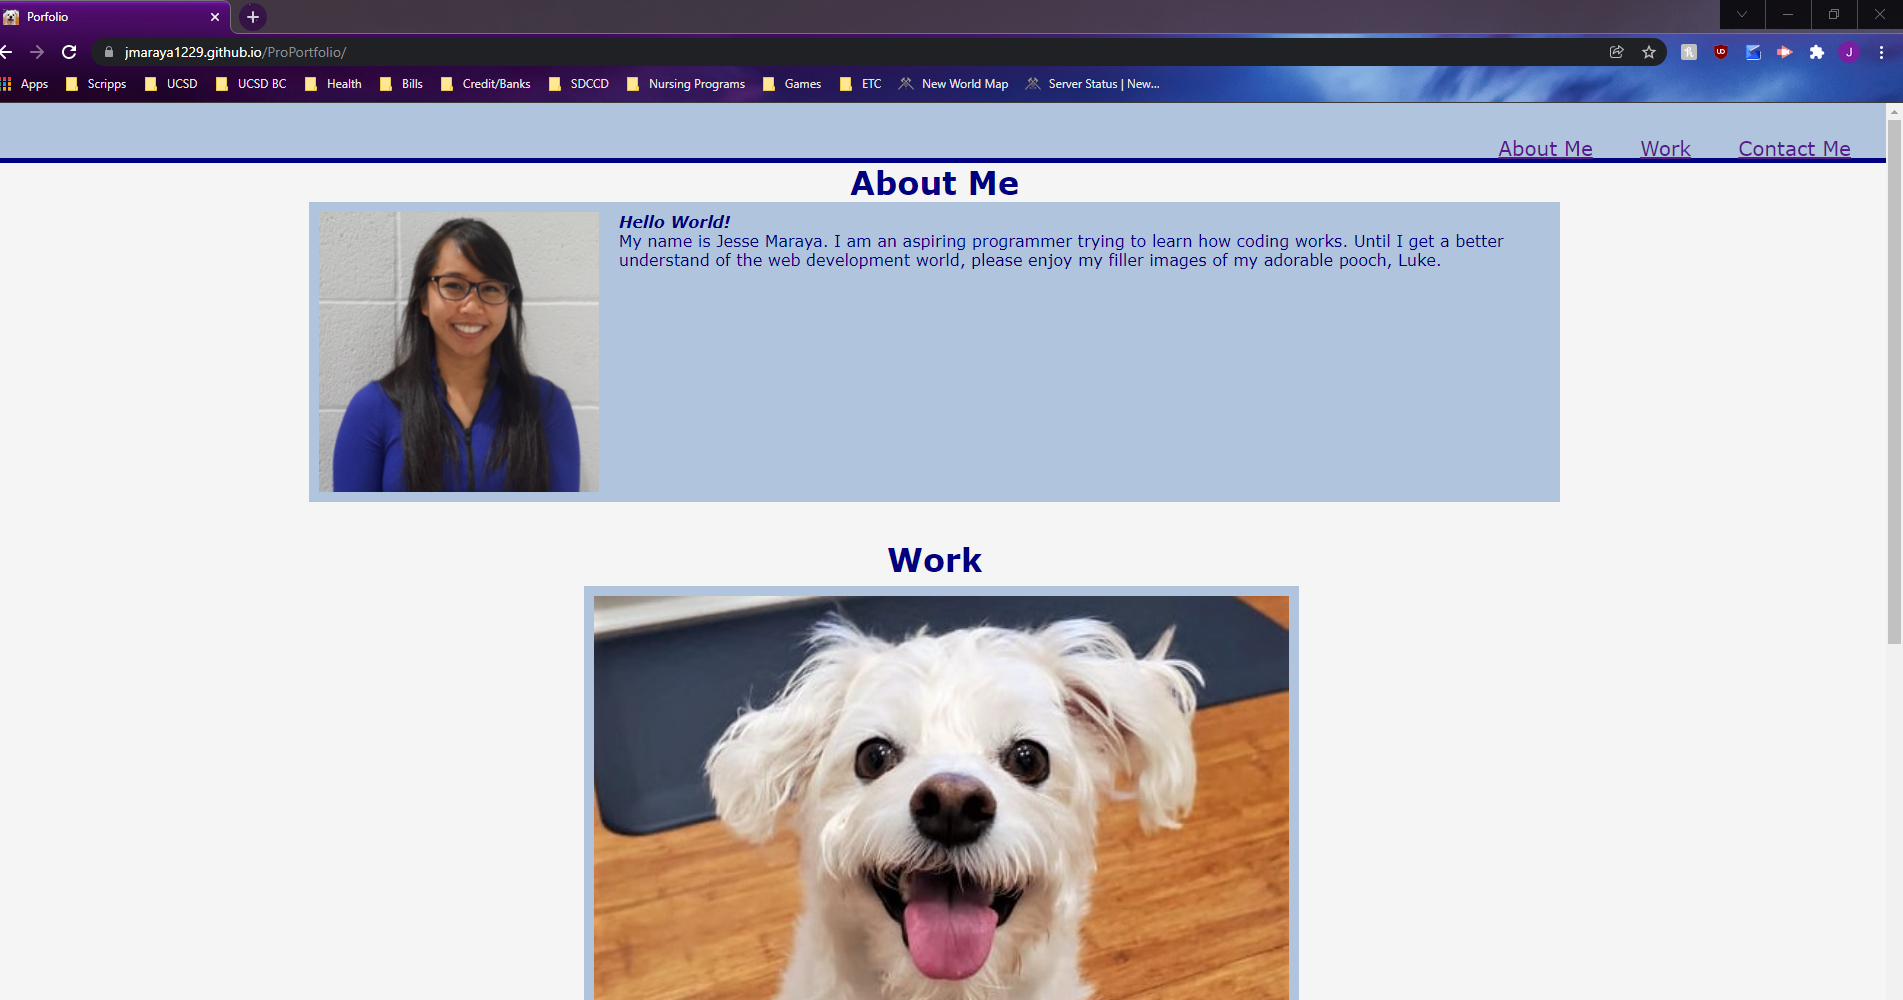 Porfolio
jmaraya1229.github.io/ProPortfolio/
J
Apps Scripps UCSD UCSD BC Health Bills Credit/Banks SDCCD Nursing Programs Games ETC New World Map Server Status | New...
About Me Work Contact Me
About Me
Hello World!
My name is Jesse Maraya. I am an aspiring programmer trying to learn how coding works. Until I get a better
understand of the web development world, please enjoy my filler images of my adorable pooch, Luke.
Work